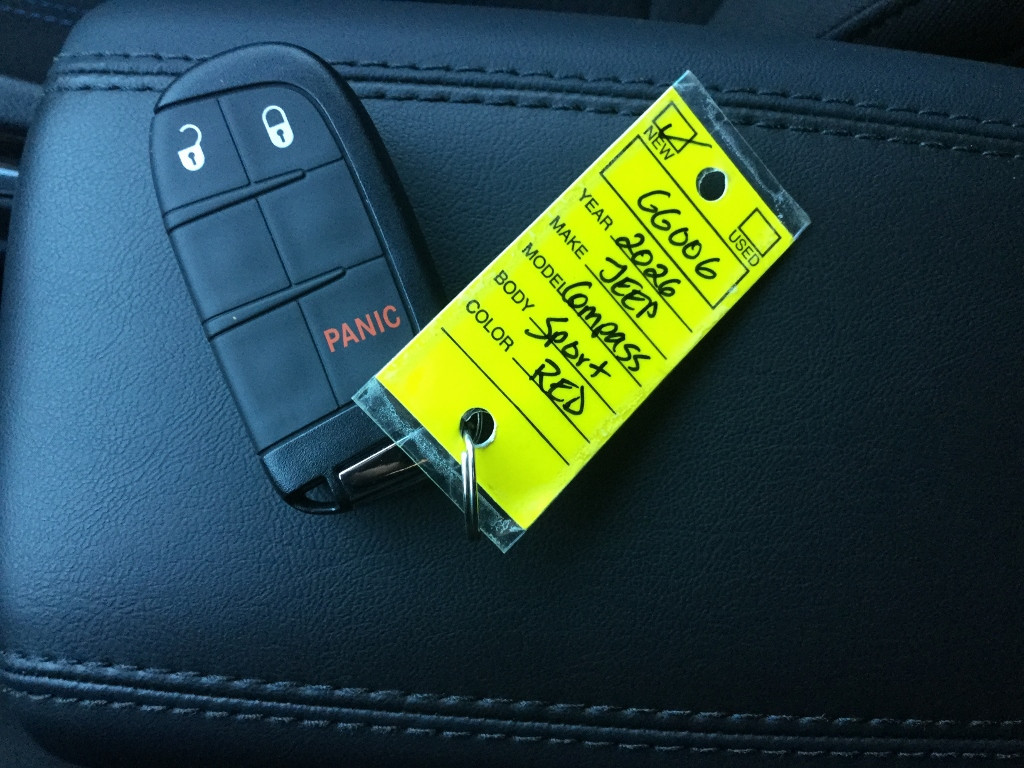 PANIC
NEW
USED
GG006
YEAR 2026
MAKE JEEP
MODEL Compass
BODY Sport
COLOR RED